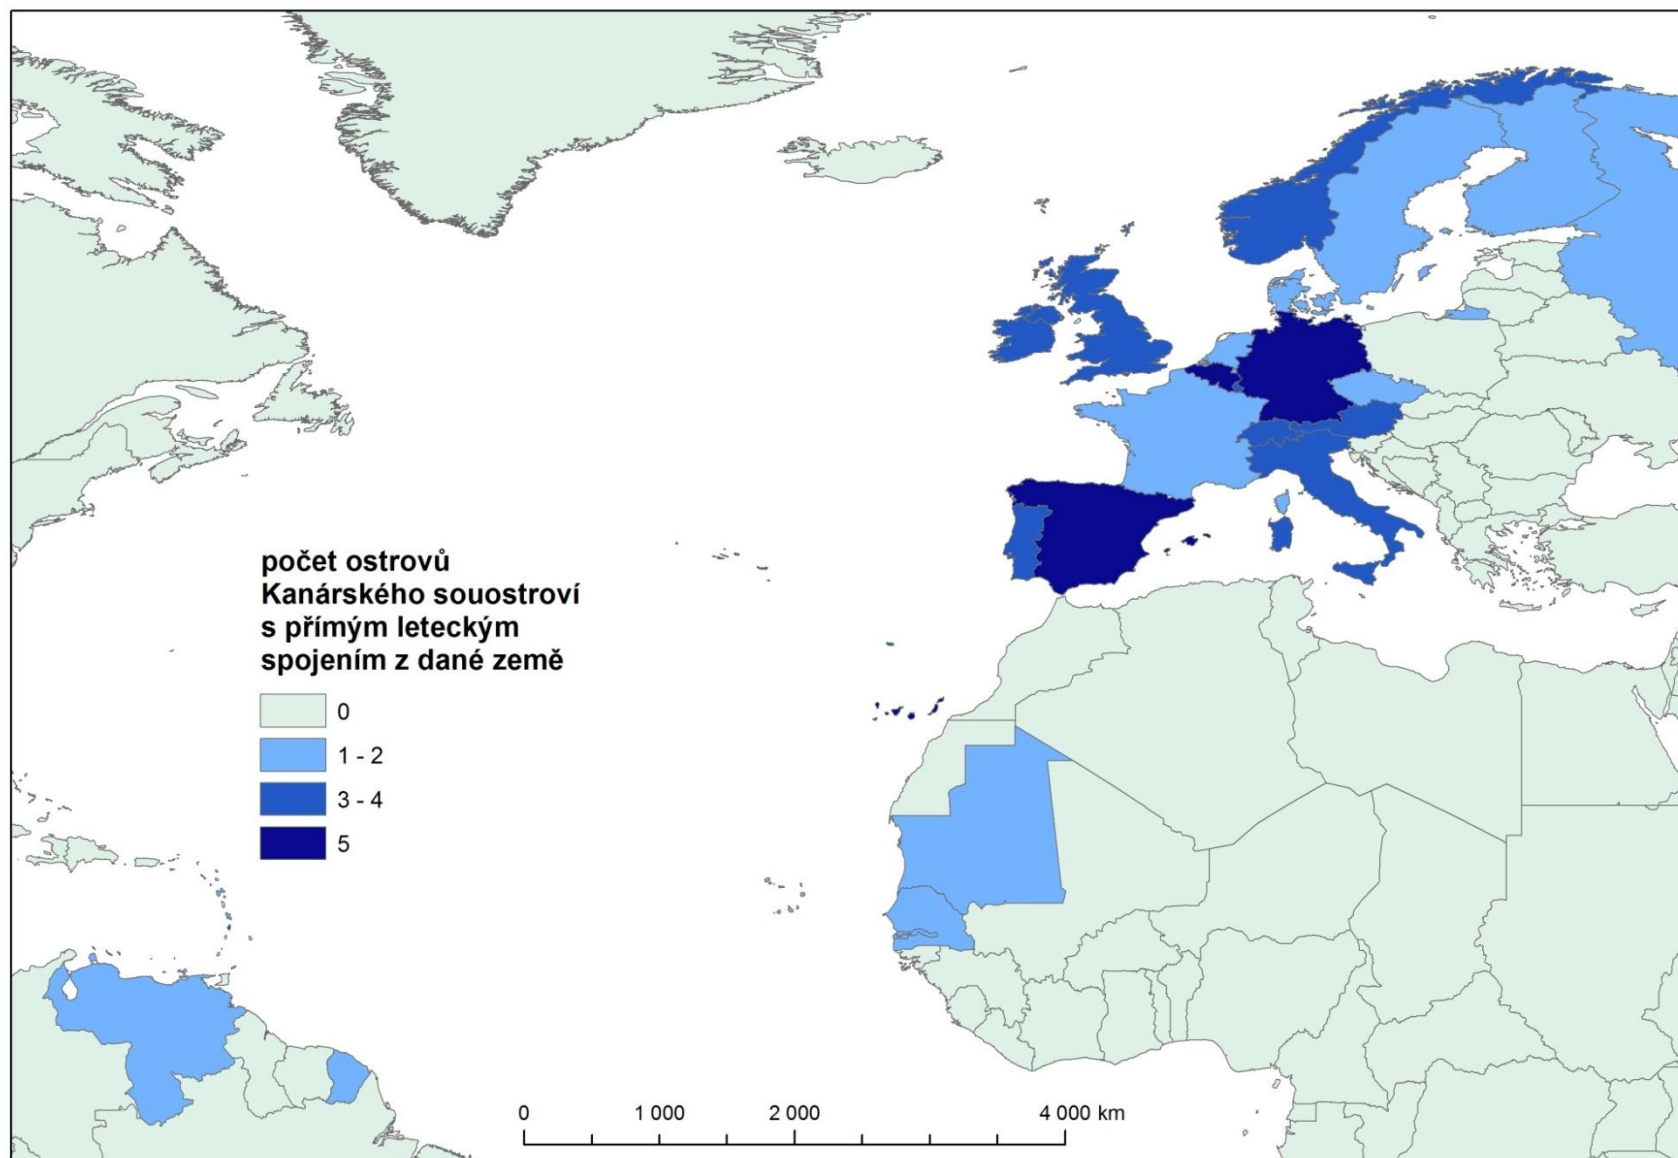 počet ostrovů
Kanárského souostroví
s přímým leteckým
spojením z dané země
0
1 - 2
3 - 4
5
0 1 000 2 000 4 000 km